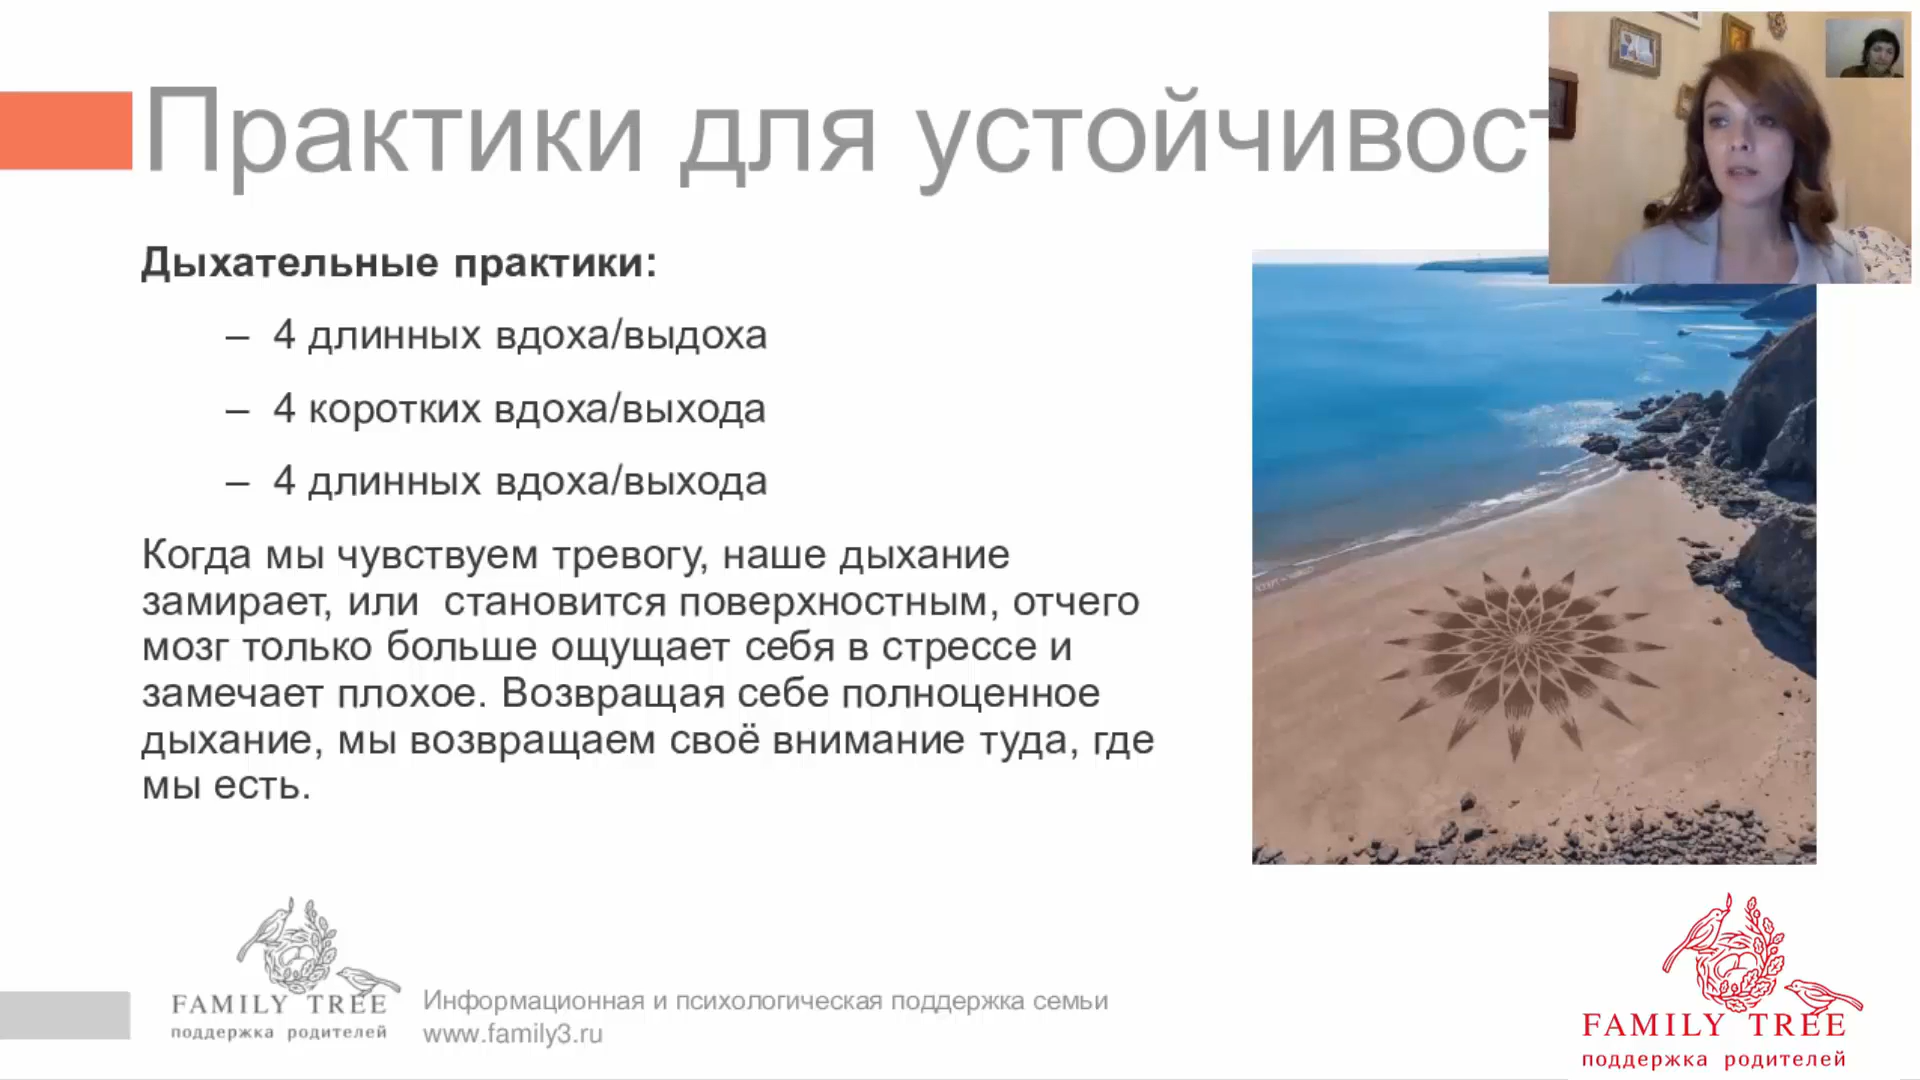 Практики для устойчивос
Дыхательные практики:
– 4 длинных вдоха/выдоха
– 4 коротких вдоха/выхода
– 4 длинных вдоха/выхода
Когда мы чувствуем тревогу, наше дыхание
замирает, или становится поверхностным, отчего
мозг только больше ощущает себя в стрессе и
замечает плохое. Возвращая себе полноценное
дыхание, мы возвращаем своё внимание туда, где
мы есть.
FAMILY TREE
поддержка родителей
Информационная и психологическая поддержка семьи
www.family3.ru
FAMILY TREE
поддержка родителей